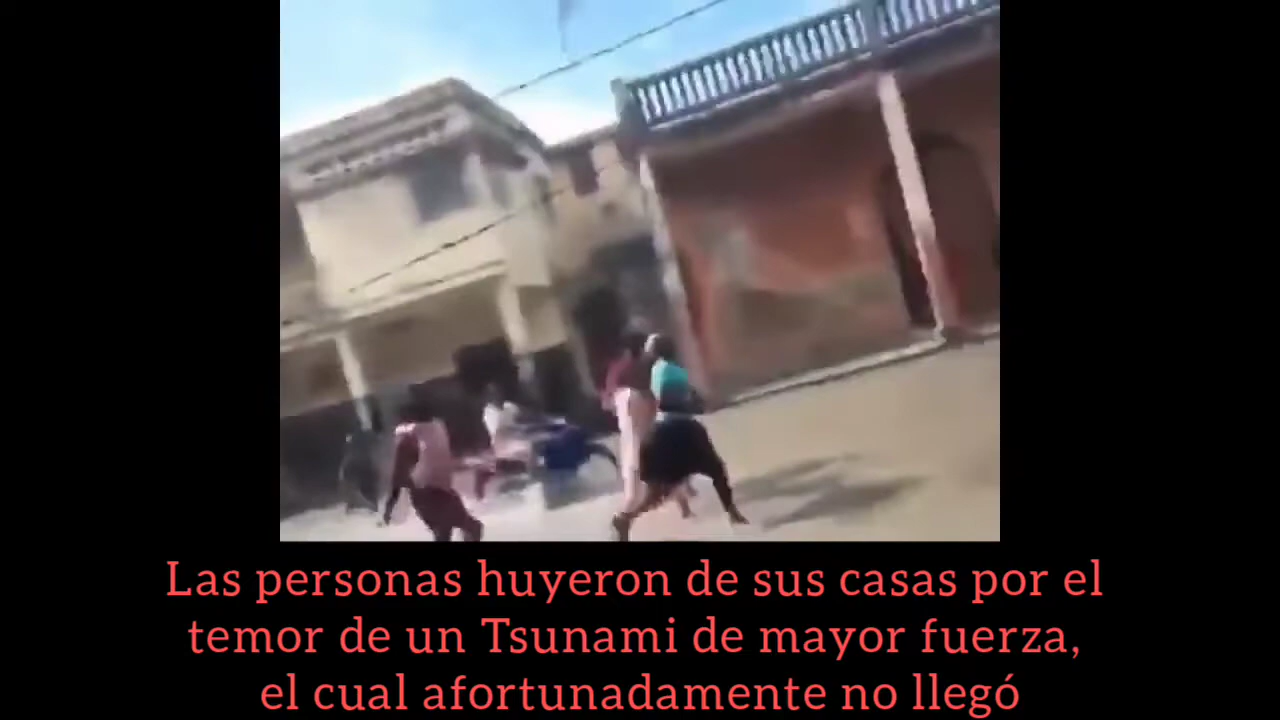 Las personas huyeron de sus casas por el
temor de un Tsunami de mayor fuerza,
el cual afortunadamente no llegó